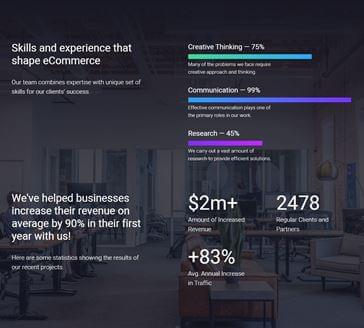 Skills and experience that
shape eCommerce
Our team combines expertise with unique set of
skills for our clients' success
Creative Thinking — 75%
Many of the problems we face require
creative approach and thinking.
Communication — 99%
Effective communication plays one of
the primary roles in our work.
Research — 45%
We carry out a vast amount of
research to provide efficient solutions.
We've helped businesses
increase their revenue on
average by 90% in their first
year with us!
Here are some statistics showing the results of
our recent projects
$2m+
Amount of Increased
Revenue
2478
Regular Clients and
Partners
+83%
Avg. Annual Increase
in Traffic